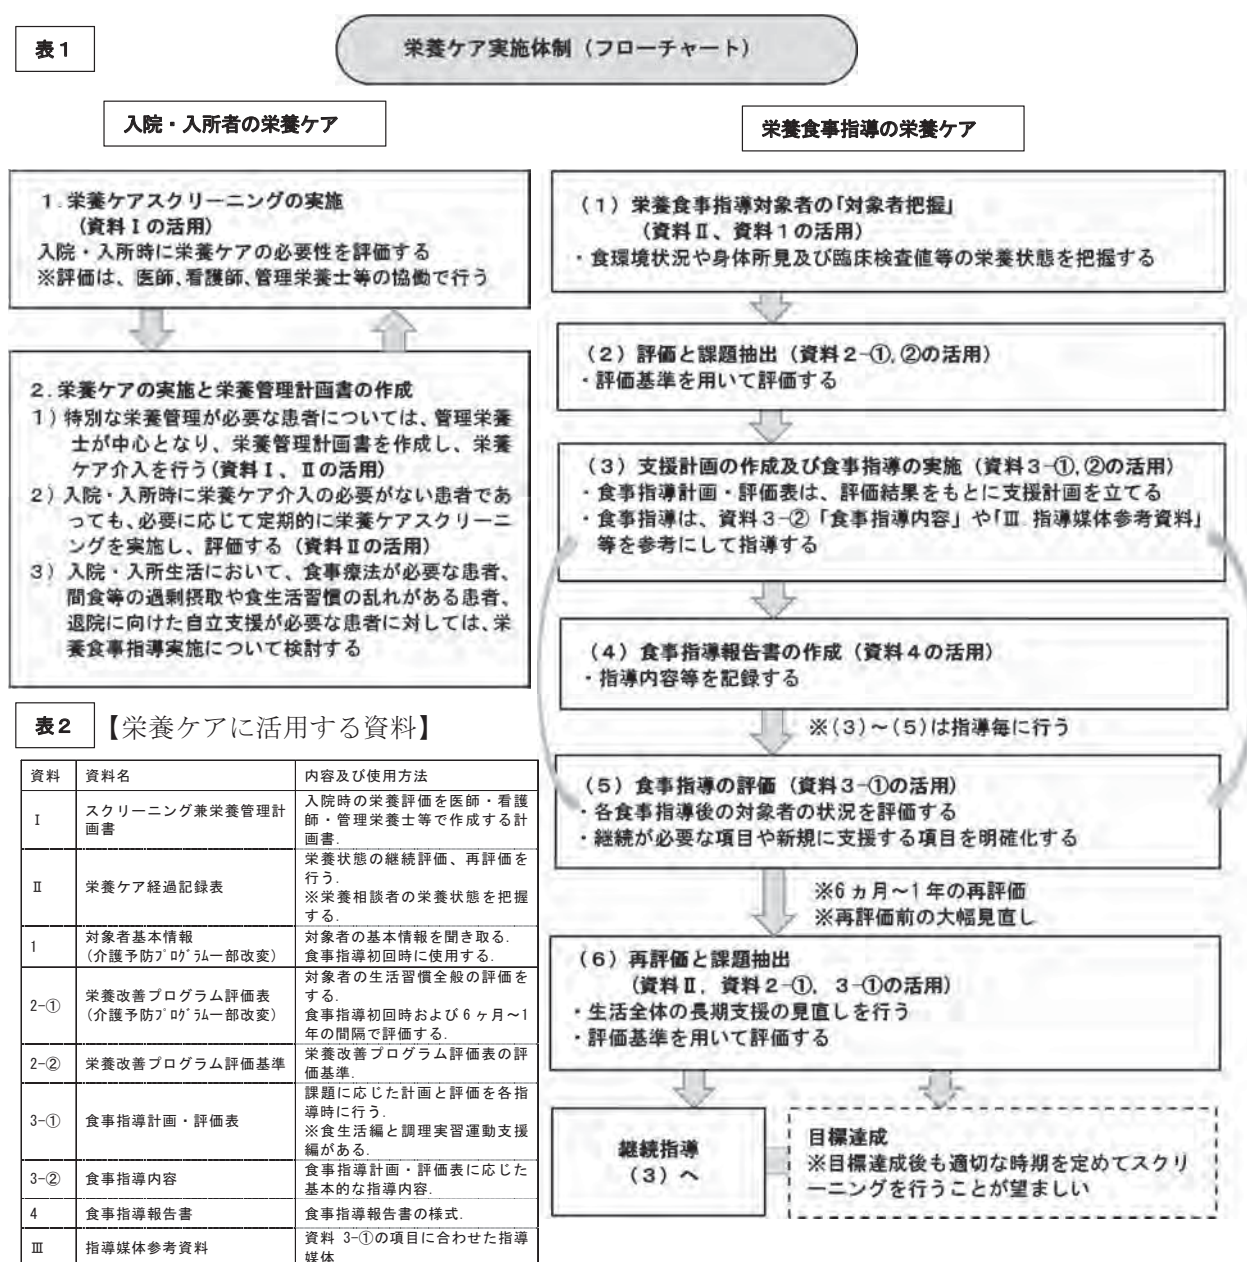 表1
栄養ケア実施体制（フローチャート）
入院・入所者の栄養ケア
1．栄養ケアスクリーニングの実施
（資料Ⅰの活用）
入院・入所時に栄養ケアの必要性を評価する
※評価は、医師、看護師、管理栄養士等の協働で行う
2．栄養ケアの実施と栄養管理計画書の作成
1）特別な栄養管理が必要な患者については、管理栄養
士が中心となり、栄養管理計画書を作成し、栄養
ケア介入を行う（資料Ⅰ、Ⅱの活用）
2）入院・入所時に栄養ケア介入の必要がない患者であ
っても、必要に応じて定期的に栄養ケアスクリーニ
ングを実施し、評価する（資料Ⅱの活用）
3）入院・入所生活において、食事療法が必要な患者、
間食等の過剰摂取や食生活習慣の乱れがある患者、
退院に向けた自立支援が必要な患者に対しては、栄
養食事指導実施について検討する
栄養食事指導の栄養ケア
（1）栄養食事指導対象者の「対象者把握」
（資料Ⅱ、資料1の活用）
・食環境状況や身体所見及び臨床検査値等の栄養状態を把握する
（2）評価と課題抽出（資料2-①,②の活用）
・評価基準を用いて評価する
（3）支援計画の作成及び食事指導の実施（資料3-①,②の活用）
・食事指導計画・評価表は、評価結果をもとに支援計画を立てる
・食事指導は、資料3-②「食事指導内容」や「Ⅲ．指導媒体参考資料」
等を参考にして指導する
（4）食事指導報告書の作成（資料4の活用）
・指導内容等を記録する
※（3）～（5）は指導毎に行う
（5）食事指導の評価（資料3-①の活用）
・各食事指導後の対象者の状況を評価する
・継続が必要な項目や新規に支援する項目を明確化する
※6ヵ月～1年の再評価
※再評価前の大幅見直し
（6）再評価と課題抽出
（資料Ⅱ，資料2-①，3-①の活用）
・生活全体の長期支援の見直しを行う
・評価基準を用いて評価する
継続指導
（3）へ
目標達成
※目標達成後も適切な時期を定めてスクリ
ーニングを行うことが望ましい
表2 【栄養ケアに活用する資料】
資料 資料名 内容及び使用方法
Ⅰ スクリーニング兼栄養管理計
画書
入院時の栄養評価を医師・看護
師・管理栄養士等で作成する計
画書.
Ⅱ 栄養ケア経過記録表
栄養状態の継続評価、再評価を
行う.
※栄養相談者の栄養状態を把握
する.
1 対象者基本情報
（介護予防ﾌﾟﾛｸﾞﾗﾑ一部改変）
対象者の基本情報を聞き取る.
食事指導初回時に使用する.
2-① 栄養改善プログラム評価表
（介護予防ﾌﾟﾛｸﾞﾗﾑ一部改変）
対象者の生活習慣全般の評価を
する.
食事指導初回時および6ヶ月～1
年の間隔で評価する.
2-② 栄養改善プログラム評価基準
栄養改善プログラム評価表の評
価基準.
3-① 食事指導計画・評価表
課題に応じた計画と評価を各指
導時に行う.
※食生活編と調理実習運動支援
編がある.
3-② 食事指導内容
食事指導計画・評価表に応じた
基本的な指導内容.
4 食事指導報告書 食事指導報告書の様式.
Ⅲ 指導媒体参考資料
資料 3-①の項目に合わせた指導
媒体